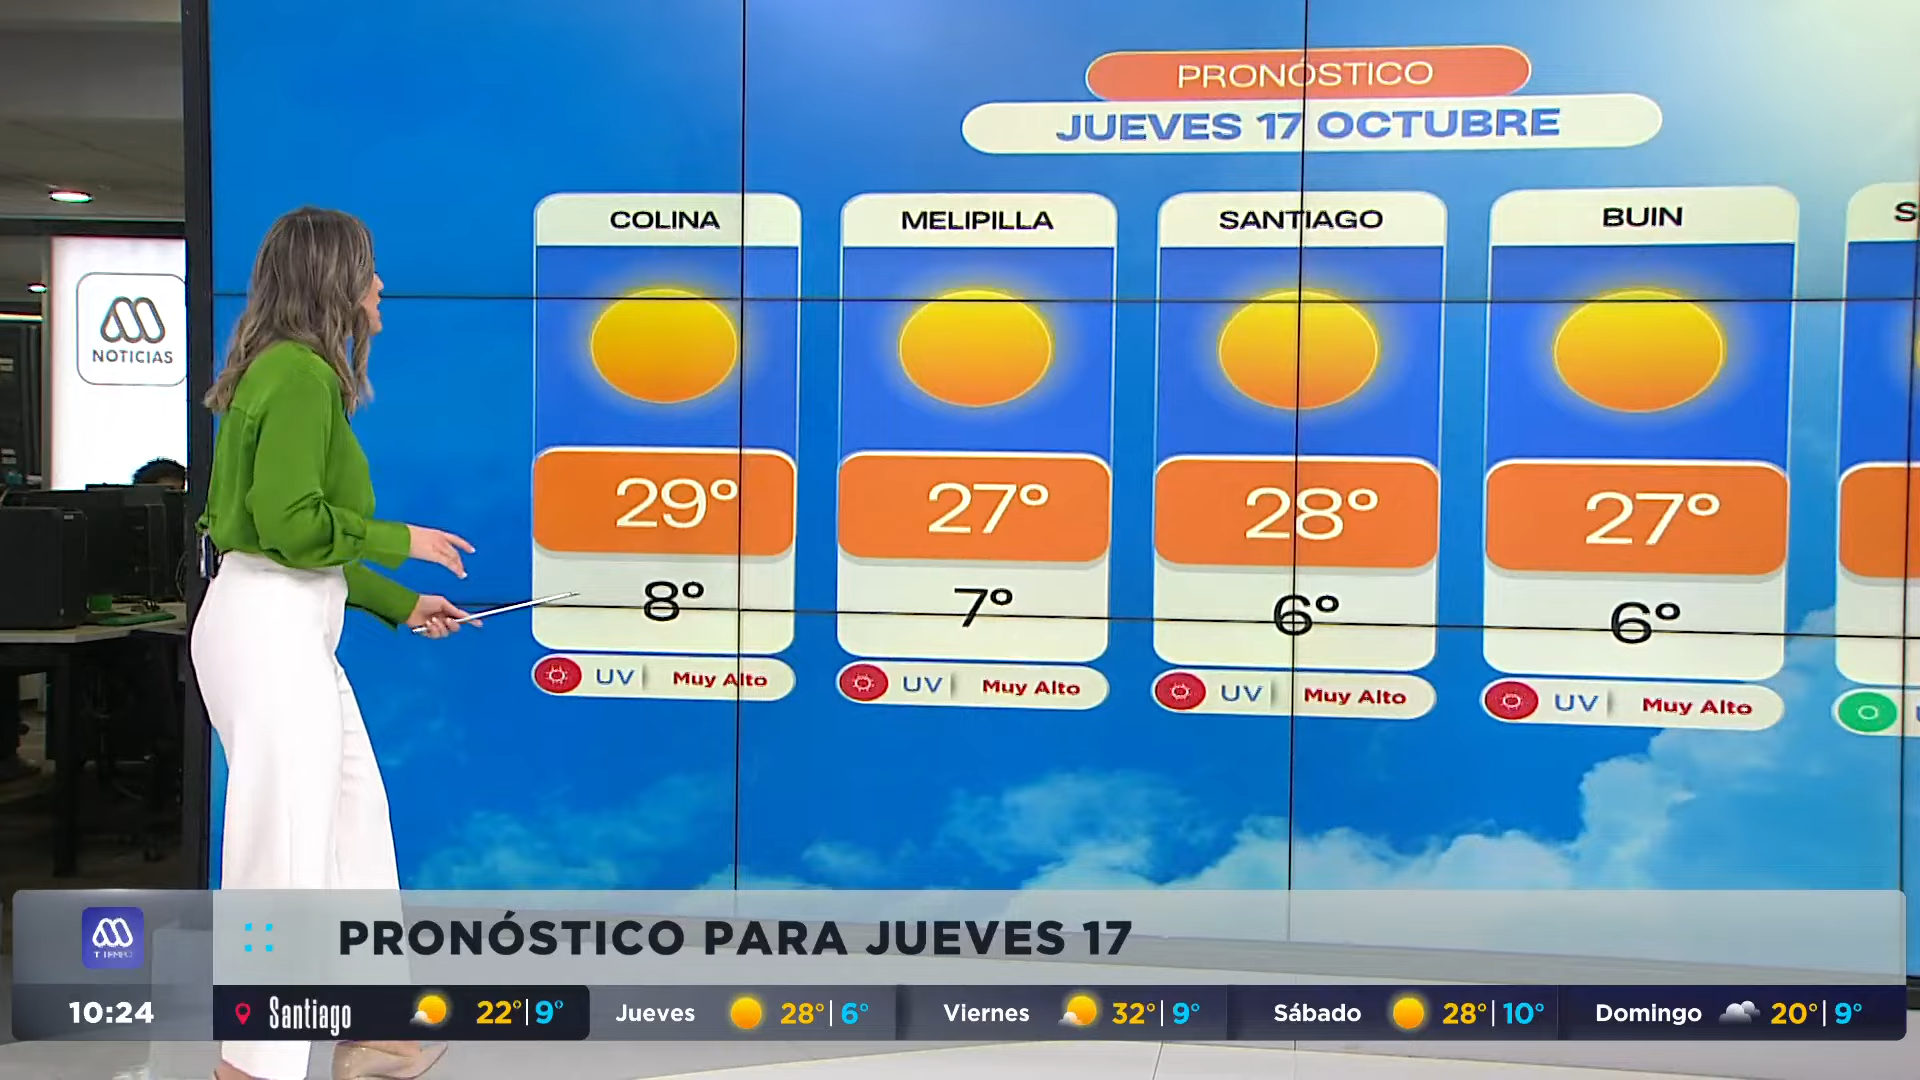 PRONÓSTICO
JUEVES 17 OCTUBRE
COLINA
29°
8°
UV
Muy Alto
MELIPILLA
27°
7°
UV
Muy Alto
SANTIAGO
28°
6°
UV
Muy Alto
BUIN
27°
6°
UV
Muy Alto
S
NOTICIAS
PRONÓSTICO PARA JUEVES 17
TIEMPO
10:24
Santiago 22°|9°
Jueves 28°|6°
Viernes 32°|9°
Sábado 28°|10°
Domingo 20°|9°